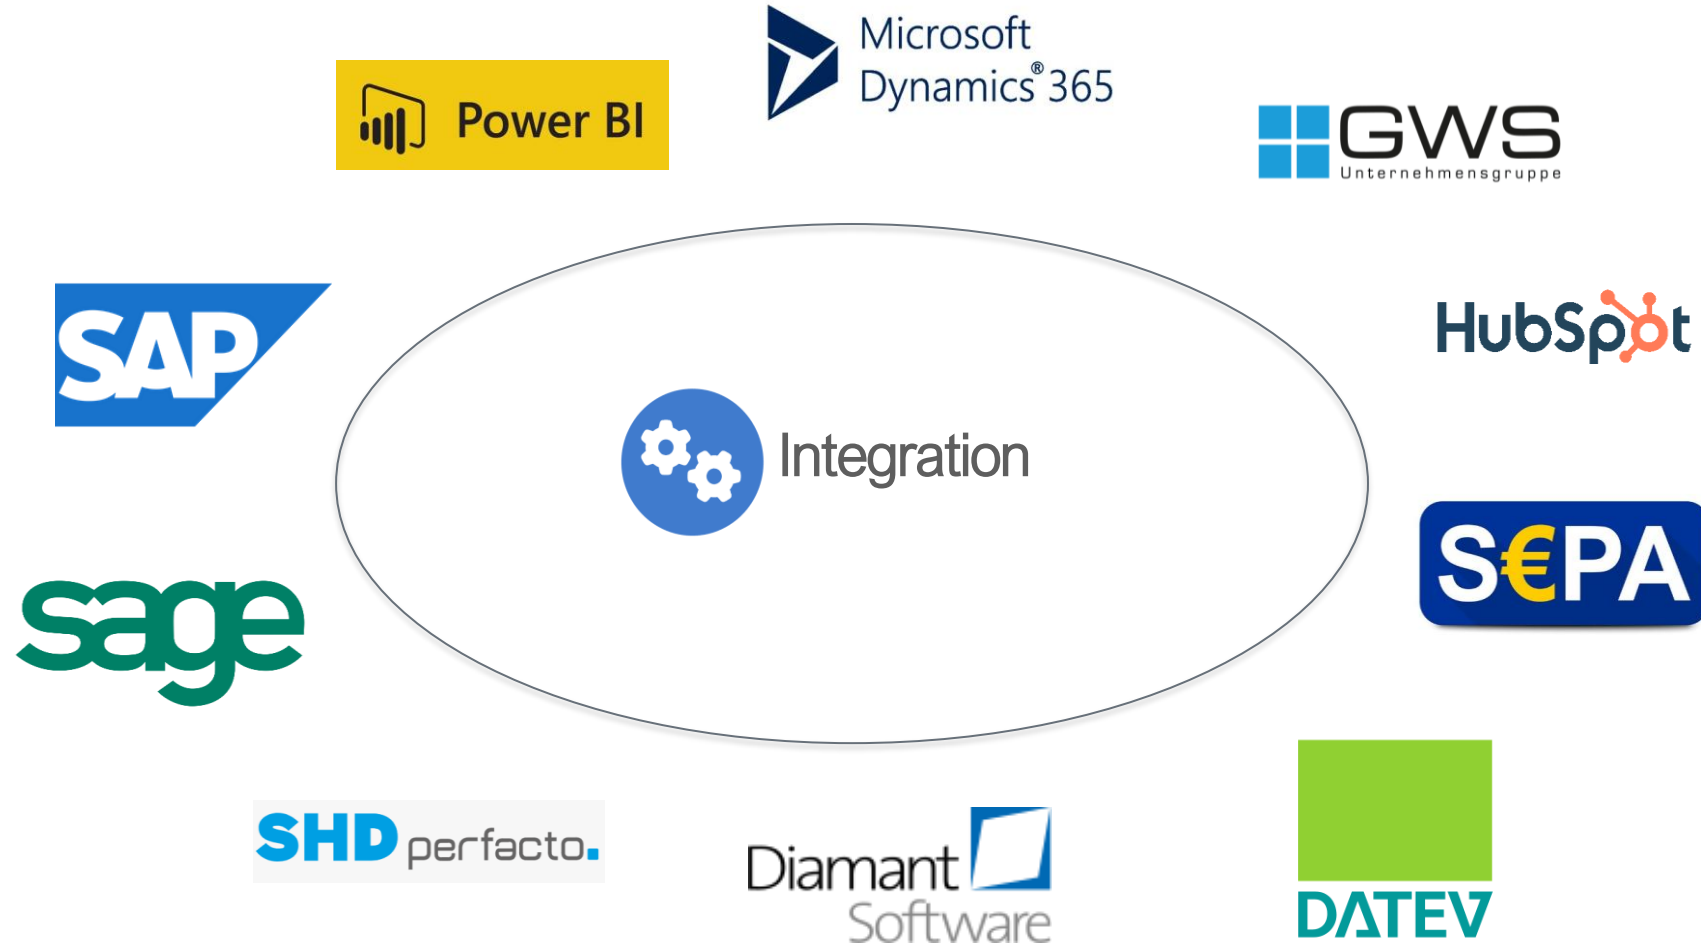 Microsoft
Dynamics® 365
Power BI
GWS
Unternehmensgruppe
SAP
HubSpot
Integration
S€PA
sage
SHD perfacto.
Diamant
Software
DATEV